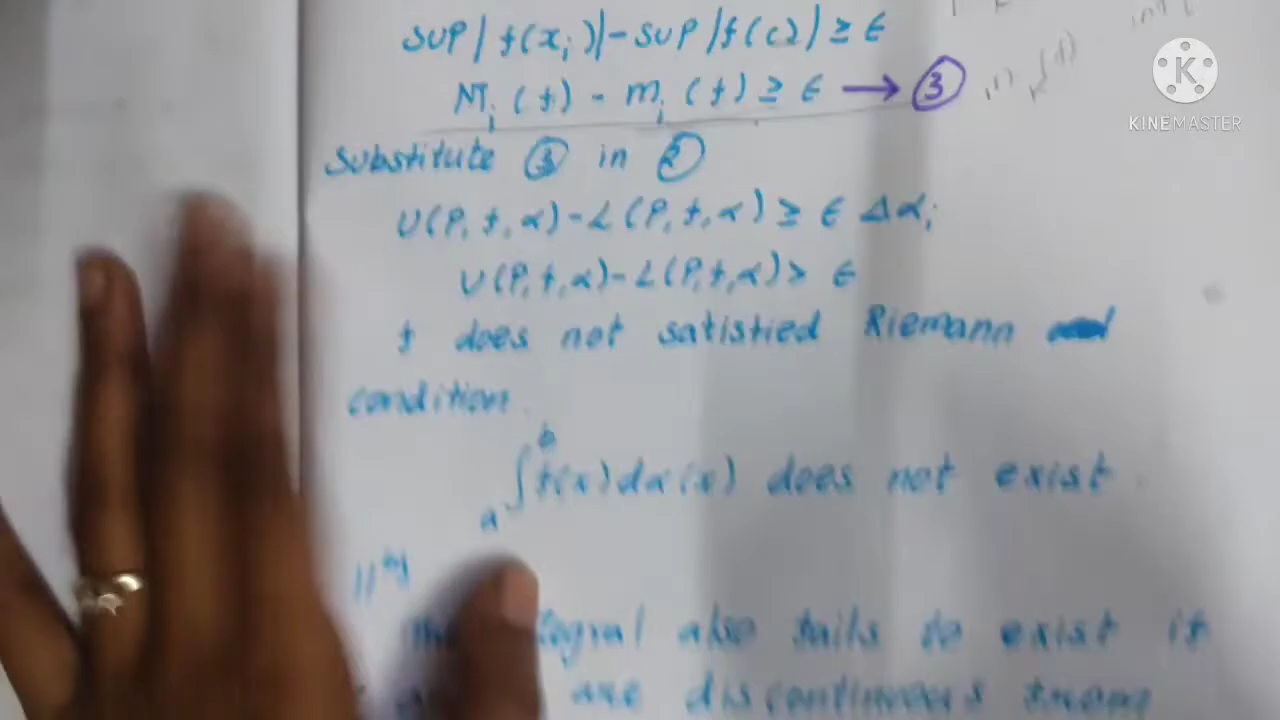 SUP | f(x_i)| - SUP |f(c)| ≥ ϵ
M_i (f) - m_i (f) ≥ ϵ → ③
Substitute ③ in ②
U(P, f, α) - L (P, f, α) ≥ ϵ Δα_i
U(P, f, α) - L(P, f, α) > ϵ
f does not satisfied Riemann
condition.
∫_a^b f(x) dα(x) does not exist.
|||ly
also fails to exist if
are discontinuous from
K
KINEMASTER